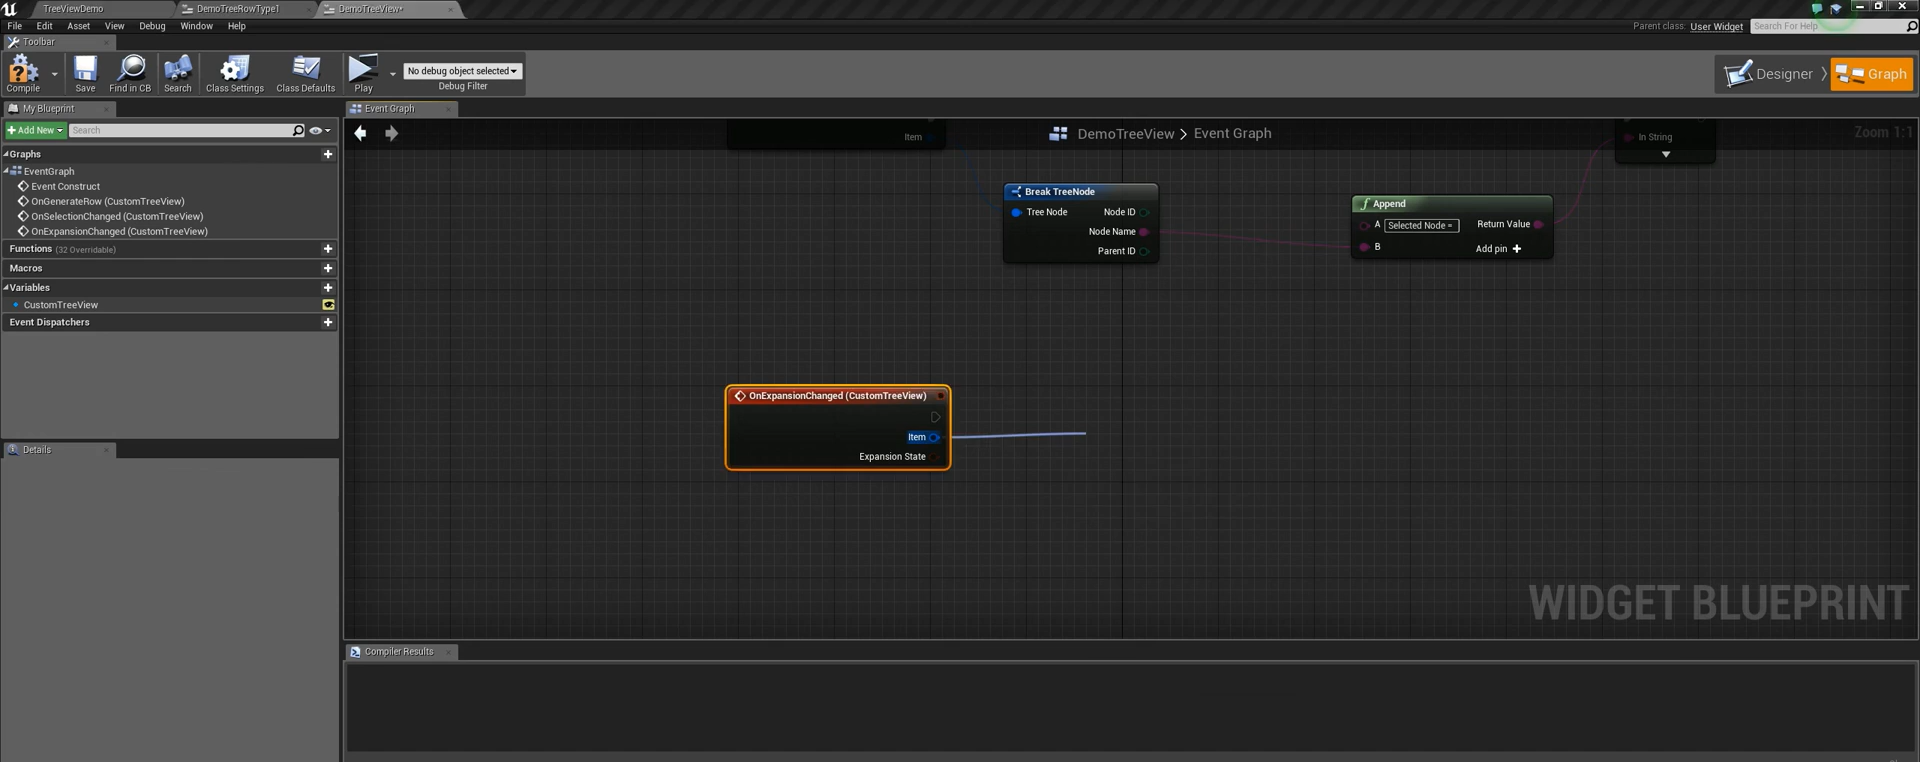 TreeViewDemo DemoTreeRowType1 DemoTreeView*
File Edit Asset View Debug Window Help Parent class: User Widget Search For Help
Toolbar
Compile Save Find in CB Search Class Settings Class Defaults Play No debug object selected Debug Filter Designer Graph
My Blueprint Event Graph
Add New Search DemoTreeView > Event Graph Zoom 1:1
Graphs
EventGraph
Event Construct
OnGenerateRow (CustomTreeView)
OnSelectionChanged (CustomTreeView)
OnExpansionChanged (CustomTreeView)
Functions (32 Overridable)
Macros
Variables
CustomTreeView
Event Dispatchers
Details
Item
In String
Break TreeNode
Tree Node Node ID
Node Name
Parent ID
Append
A Selected Node = Return Value
B Add pin
OnExpansionChanged (CustomTreeView)
Item
Expansion State
WIDGET BLUEPRINT
Compiler Results